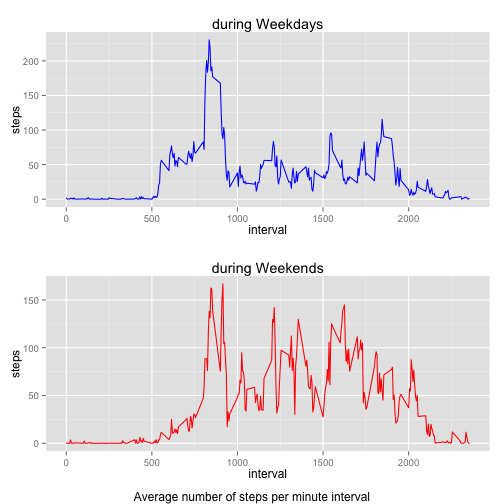 during Weekdays
200
150
100
50
0
steps
0 500 1000 1500 2000
interval
during Weekends
150
100
50
0
steps
0 500 1000 1500 2000
interval
Average number of steps per minute interval